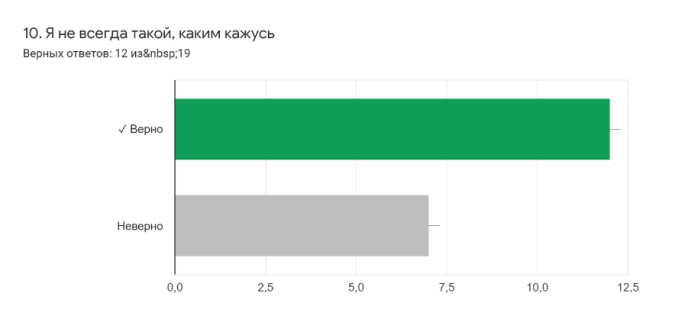 10. Я не всегда такой, каким кажусь
Верных ответов: 12 из&nbsp;19
✓ Верно
Неверно
0,0 2,5 5,0 7,5 10,0 12,5